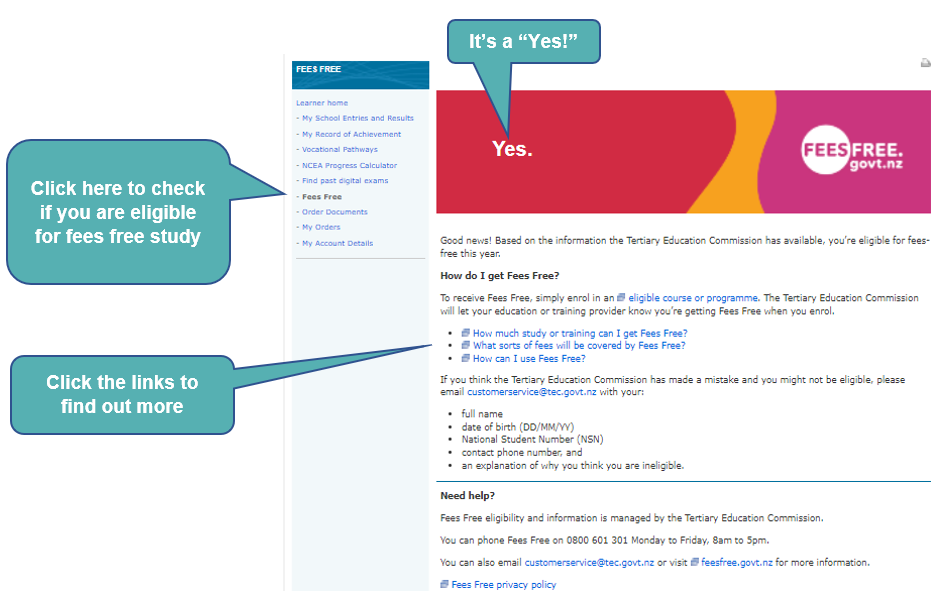 It's a “Yes!”
FEES FREE
Learner home
- My School Entries and Results
- My Record of Achievement
- Vocational Pathways
- NCEA Progress Calculator
- Find past digital exams
- Fees Free
- Order Documents
- My Orders
- My Account Details
Click here to check
if you are eligible
for fees free study
Click the links to
find out more
Yes.
FEESFREE.
govt.nz
Good news! Based on the information the Tertiary Education Commission has available, you're eligible for fees-
free this year.
How do I get Fees Free?
To receive Fees Free, simply enrol in an eligible course or programme. The Tertiary Education Commission
will let your education or training provider know you're getting Fees Free when you enrol.
• How much study or training can I get Fees Free?
• What sorts of fees will be covered by Fees Free?
• How can I use Fees Free?
If you think the Tertiary Education Commission has made a mistake and you might not be eligible, please
email customerservice@tec.govt.nz with your:
• full name
• date of birth (DD/MM/YY)
• National Student Number (NSN)
• contact phone number, and
• an explanation of why you think you are ineligible.
Need help?
Fees Free eligibility and information is managed by the Tertiary Education Commission.
You can phone Fees Free on 0800 601 301 Monday to Friday, 8am to 5pm.
You can also email customerservice@tec.govt.nz or visit feesfree.govt.nz for more information.
Fees Free privacy policy